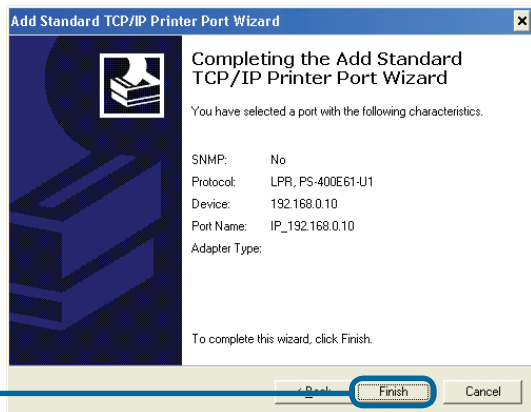 Add Standard TCP/IP Printer Port Wizard
Completing the Add Standard
TCP/IP Printer Port Wizard
You have selected a port with the following characteristics.
SNMP: No
Protocol: LPR, PS-400E61-U1
Device: 192.168.0.10
Port Name: IP_192.168.0.10
Adapter Type:
To complete this wizard, click Finish.
< Back Finish Cancel